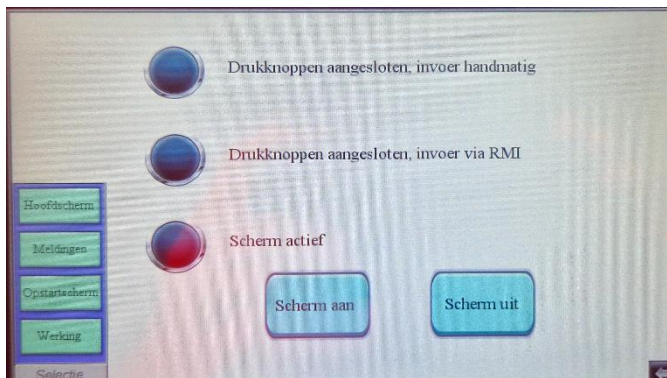 Drukknoppen aangesloten, invoer handmatig
Drukknoppen aangesloten, invoer via RMI
Scherm actief
Scherm aan
Scherm uit
Hoofdscherm
Meldingen
Opstartscherm
Werking
Selectie